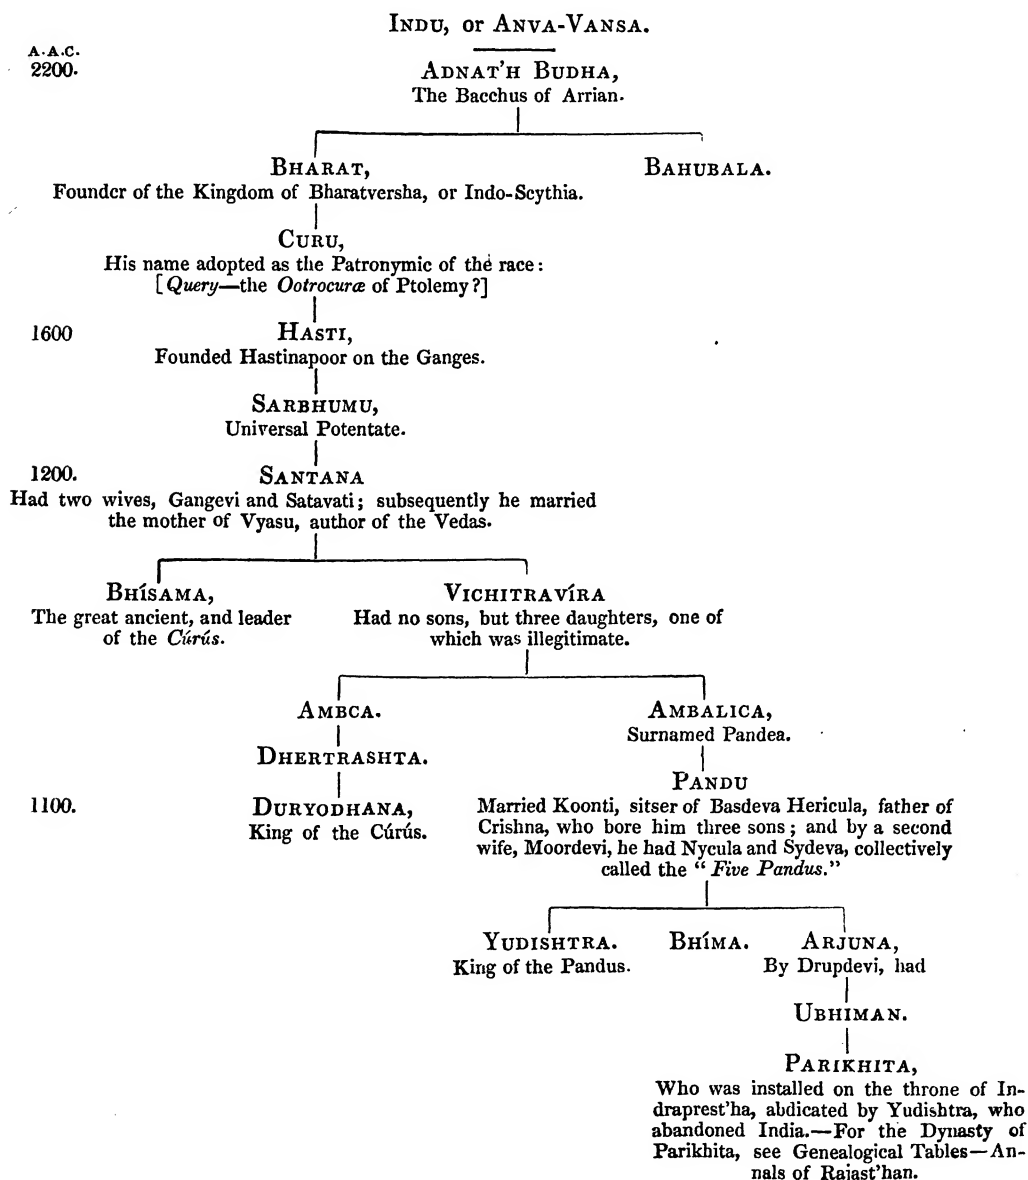 INDU, or ANVA-VANSA.
A.A.C.
2200.
ADNAT'H BUDHA,
The Bacchus of Arrian.
BHARAT,
BAHUBALA.
Founder of the Kingdom of Bharatversha, or Indo-Scythia.
CURU,
His name adopted as the Patronymic of the race:
[Query—the Ootrocuræ of Ptolemy?]
1600
HASTI,
Founded Hastinapoor on the Ganges.
SARBHUMU,
Universal Potentate.
1200.
SANTANA
Had two wives, Gangevi and Satavati; subsequently he married
the mother of Vyasu, author of the Vedas.
BHÍSAMA,
The great ancient, and leader
of the Cúrús.
VICHITRAVÍRA
Had no sons, but three daughters, one of
which was illegitimate.
AMBCA.
DHERTRASHTA.
1100.
DURYODHANA,
King of the Cúrús.
AMBALICA,
Surnamed Pandea.
PANDU
Married Koonti, sitser of Basdeva Hericula, father of
Crishna, who bore him three sons; and by a second
wife, Moordevi, he had Nycula and Sydeva, collectively
called the "Five Pandus."
YUDISHTRA.
King of the Pandus.
BHÍMA.
ARJUNA,
By Drupdevi, had
UBHIMAN.
PARIKHITA,
Who was installed on the throne of In-
draprest'ha, abdicated by Yudishtra, who
abandoned India.—For the Dynasty of
Parikhita, see Genealogical Tables—An-
nals of Rajast'han.